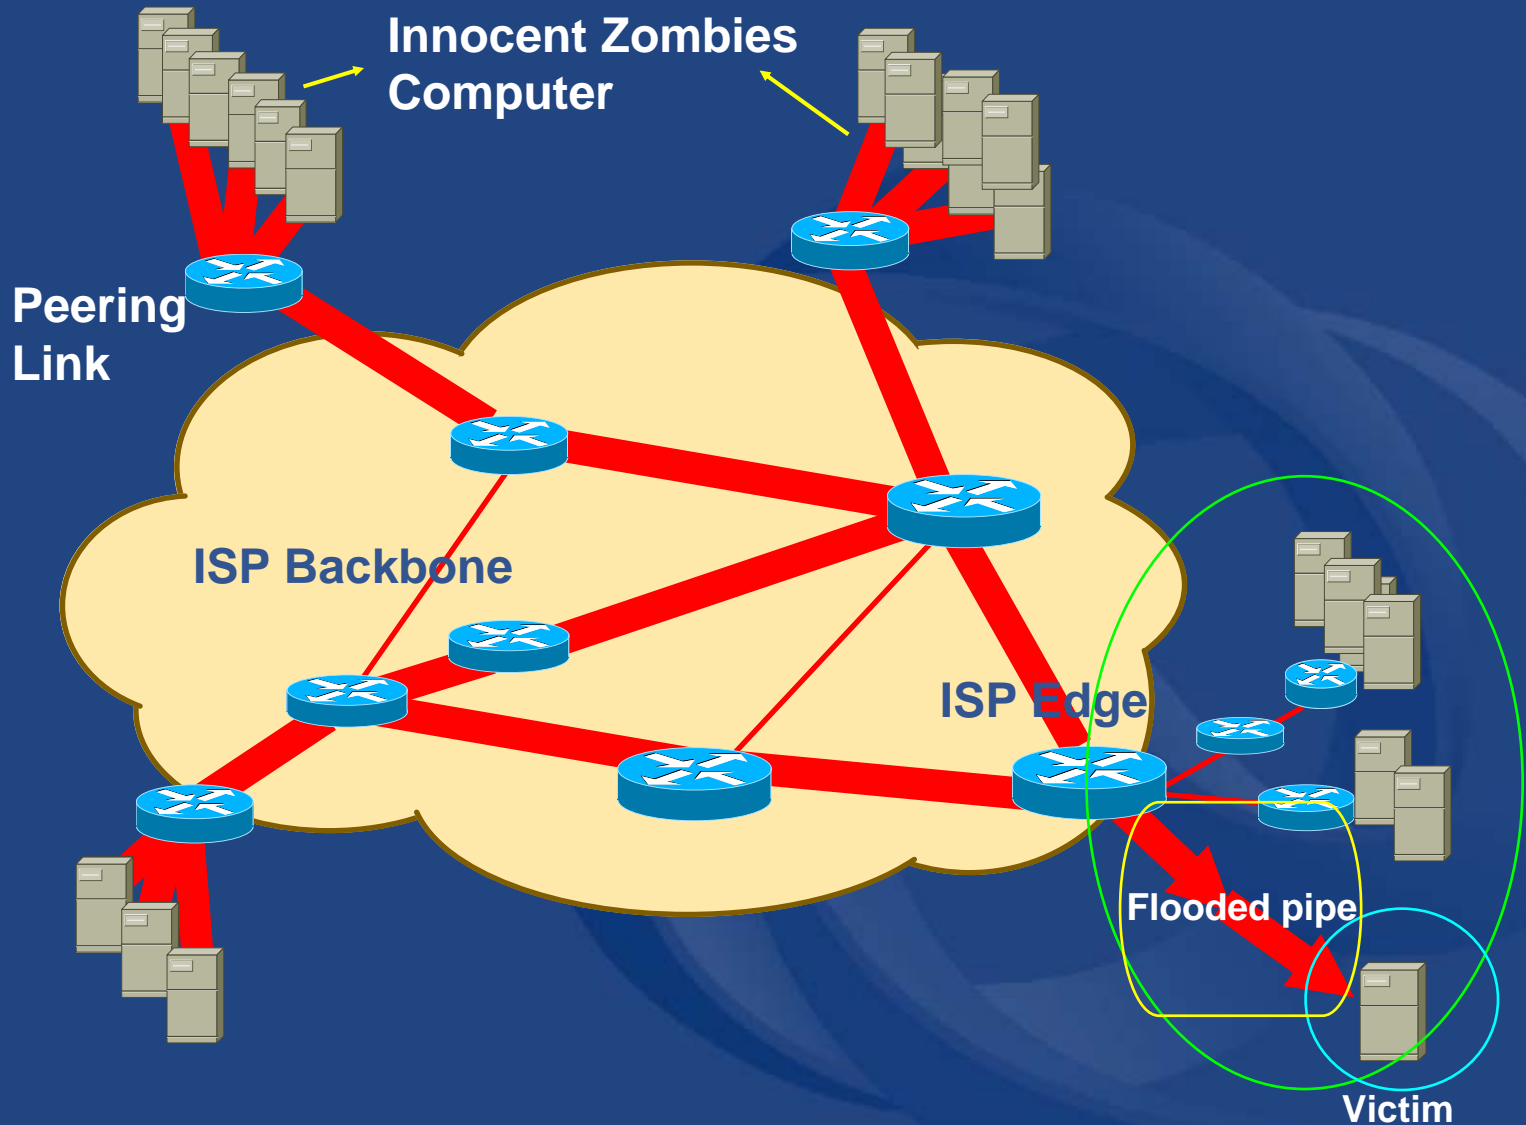 Innocent Zombies
Computer
Peering
Link
ISP Backbone
ISP Edge
Flooded pipe
Victim